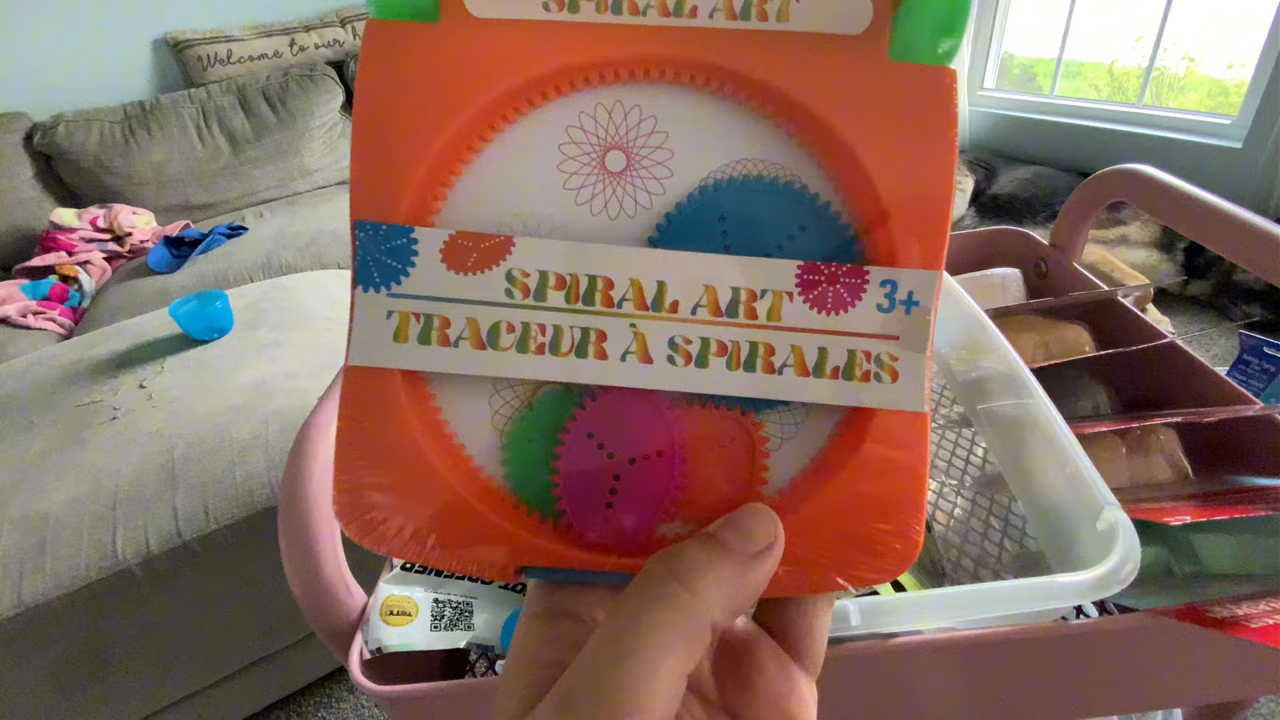 SPIRAL ART
Welcome to our h
SPIRAL ART
3+
TRACEUR À SPIRALES